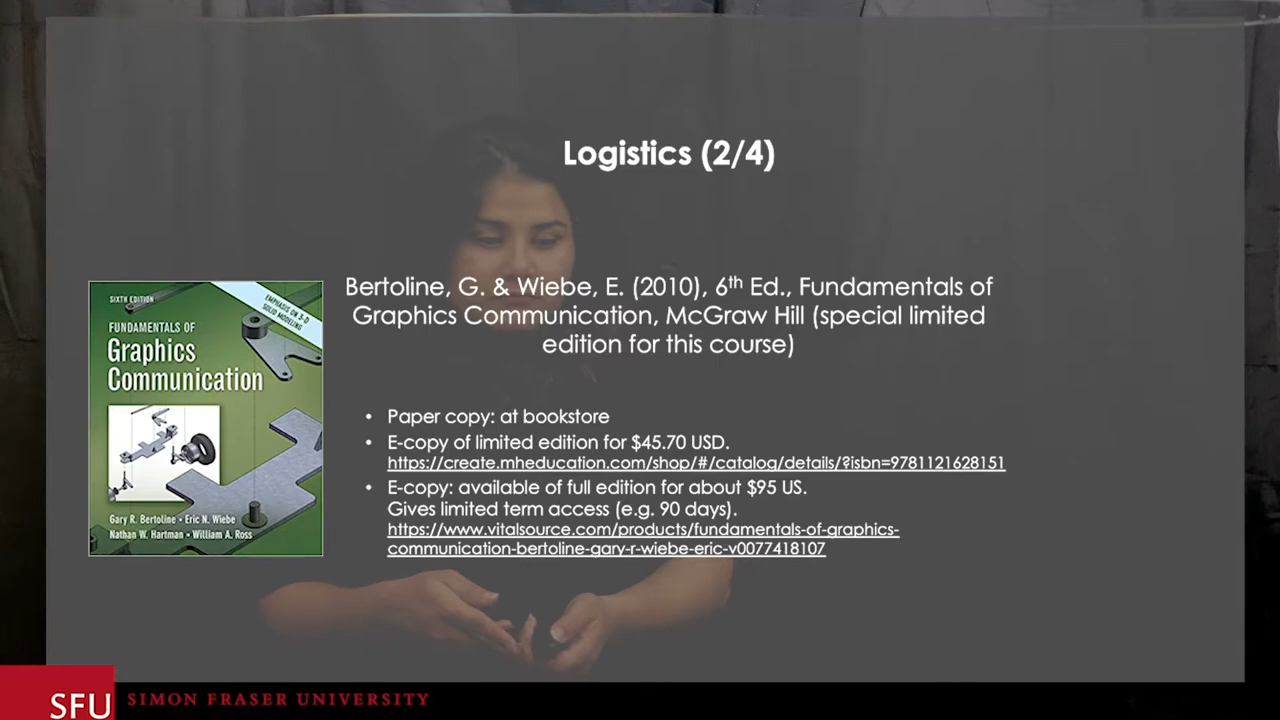 Logistics (2/4)
Bertoline, G. & Wiebe, E. (2010), 6th Ed., Fundamentals of
Graphics Communication, McGraw Hill (special limited
edition for this course)
SIXTH EDITION
EMPHASIS ON 3-D
SOLID MODELING
FUNDAMENTALS OF
Graphics
Communication
Gary R. Bertoline • Eric N. Wiebe
Nathan W. Hartman • William A. Ross
• Paper copy: at bookstore
• E-copy of limited edition for $45.70 USD.
https://create.mheducation.com/shop/#/catalog/details/?isbn=9781121628151
• E-copy: available of full edition for about $95 US.
Gives limited term access (e.g. 90 days).
https://www.vitalsource.com/products/fundamentals-of-graphics-
communication-bertoline-gary-r-wiebe-eric-v0077418107
SFU SIMON FRASER UNIVERSITY